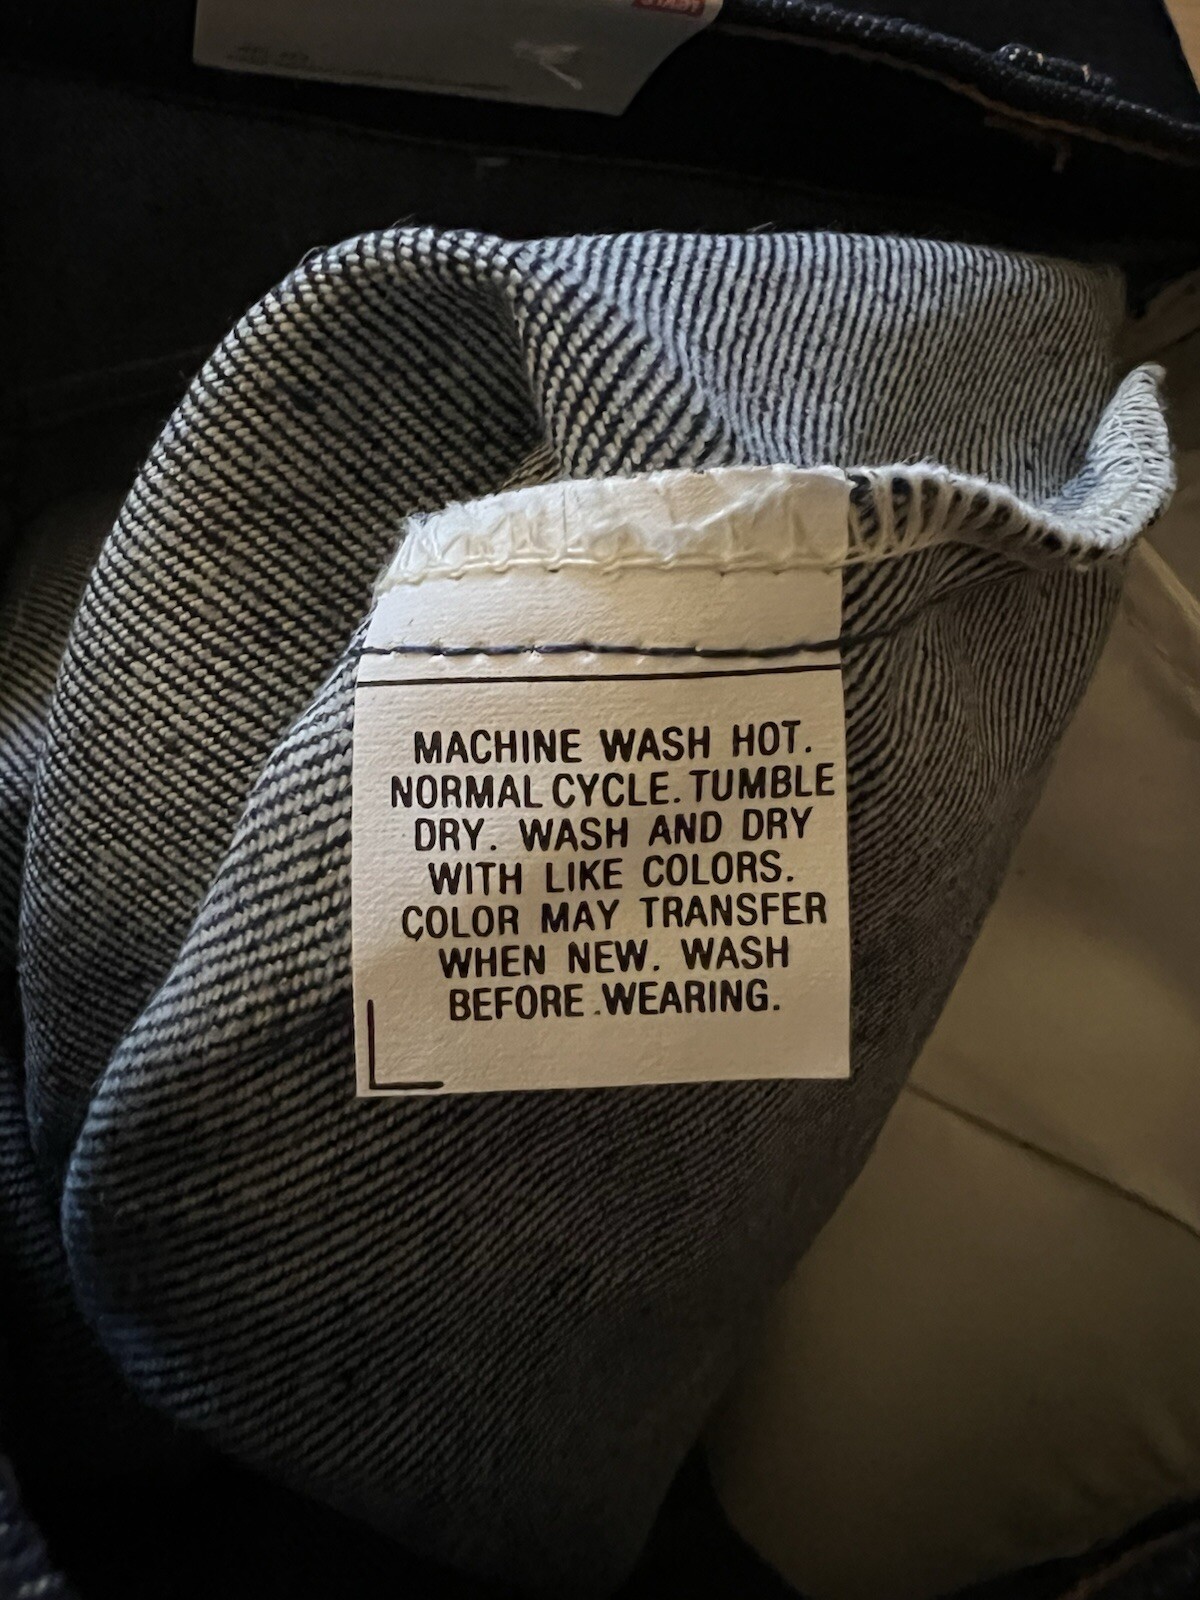 MACHINE WASH HOT.
NORMAL CYCLE. TUMBLE
DRY. WASH AND DRY
WITH LIKE COLORS.
COLOR MAY TRANSFER
WHEN NEW. WASH
BEFORE WEARING.